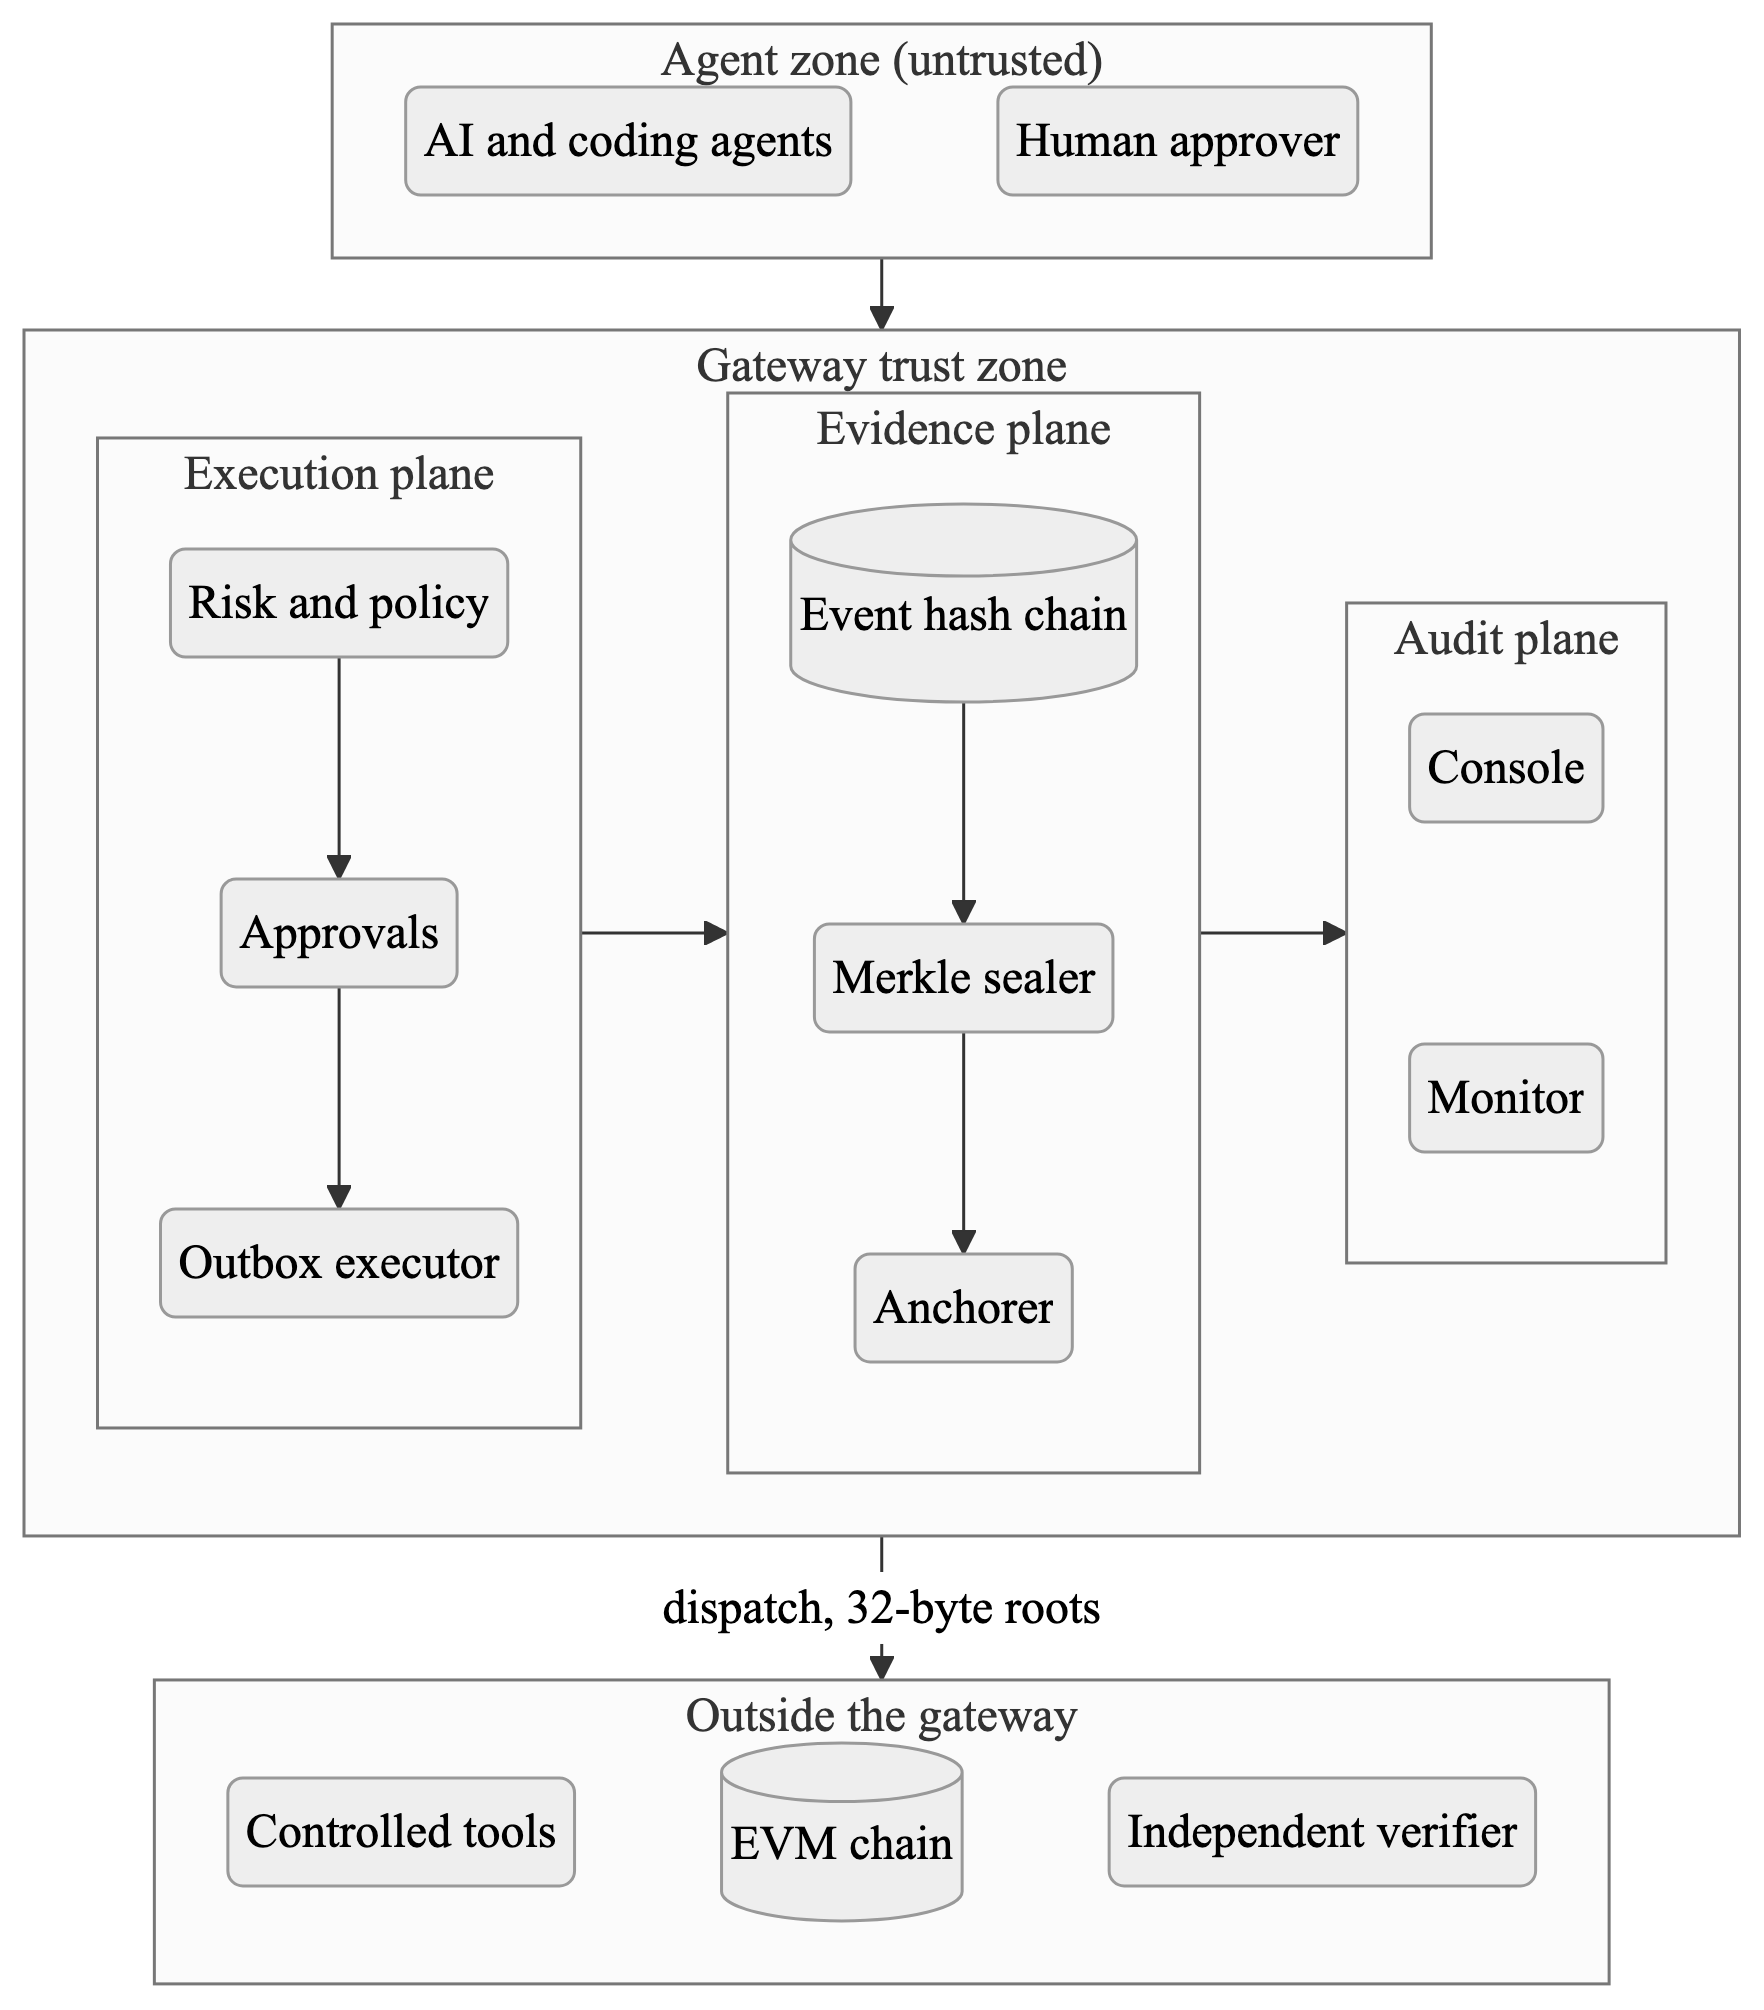 Agent zone (untrusted)
AI and coding agents
Human approver
Gateway trust zone
Execution plane
Risk and policy
Approvals
Outbox executor
Evidence plane
Event hash chain
Merkle sealer
Anchorer
Audit plane
Console
Monitor
dispatch, 32-byte roots
Outside the gateway
Controlled tools
EVM chain
Independent verifier